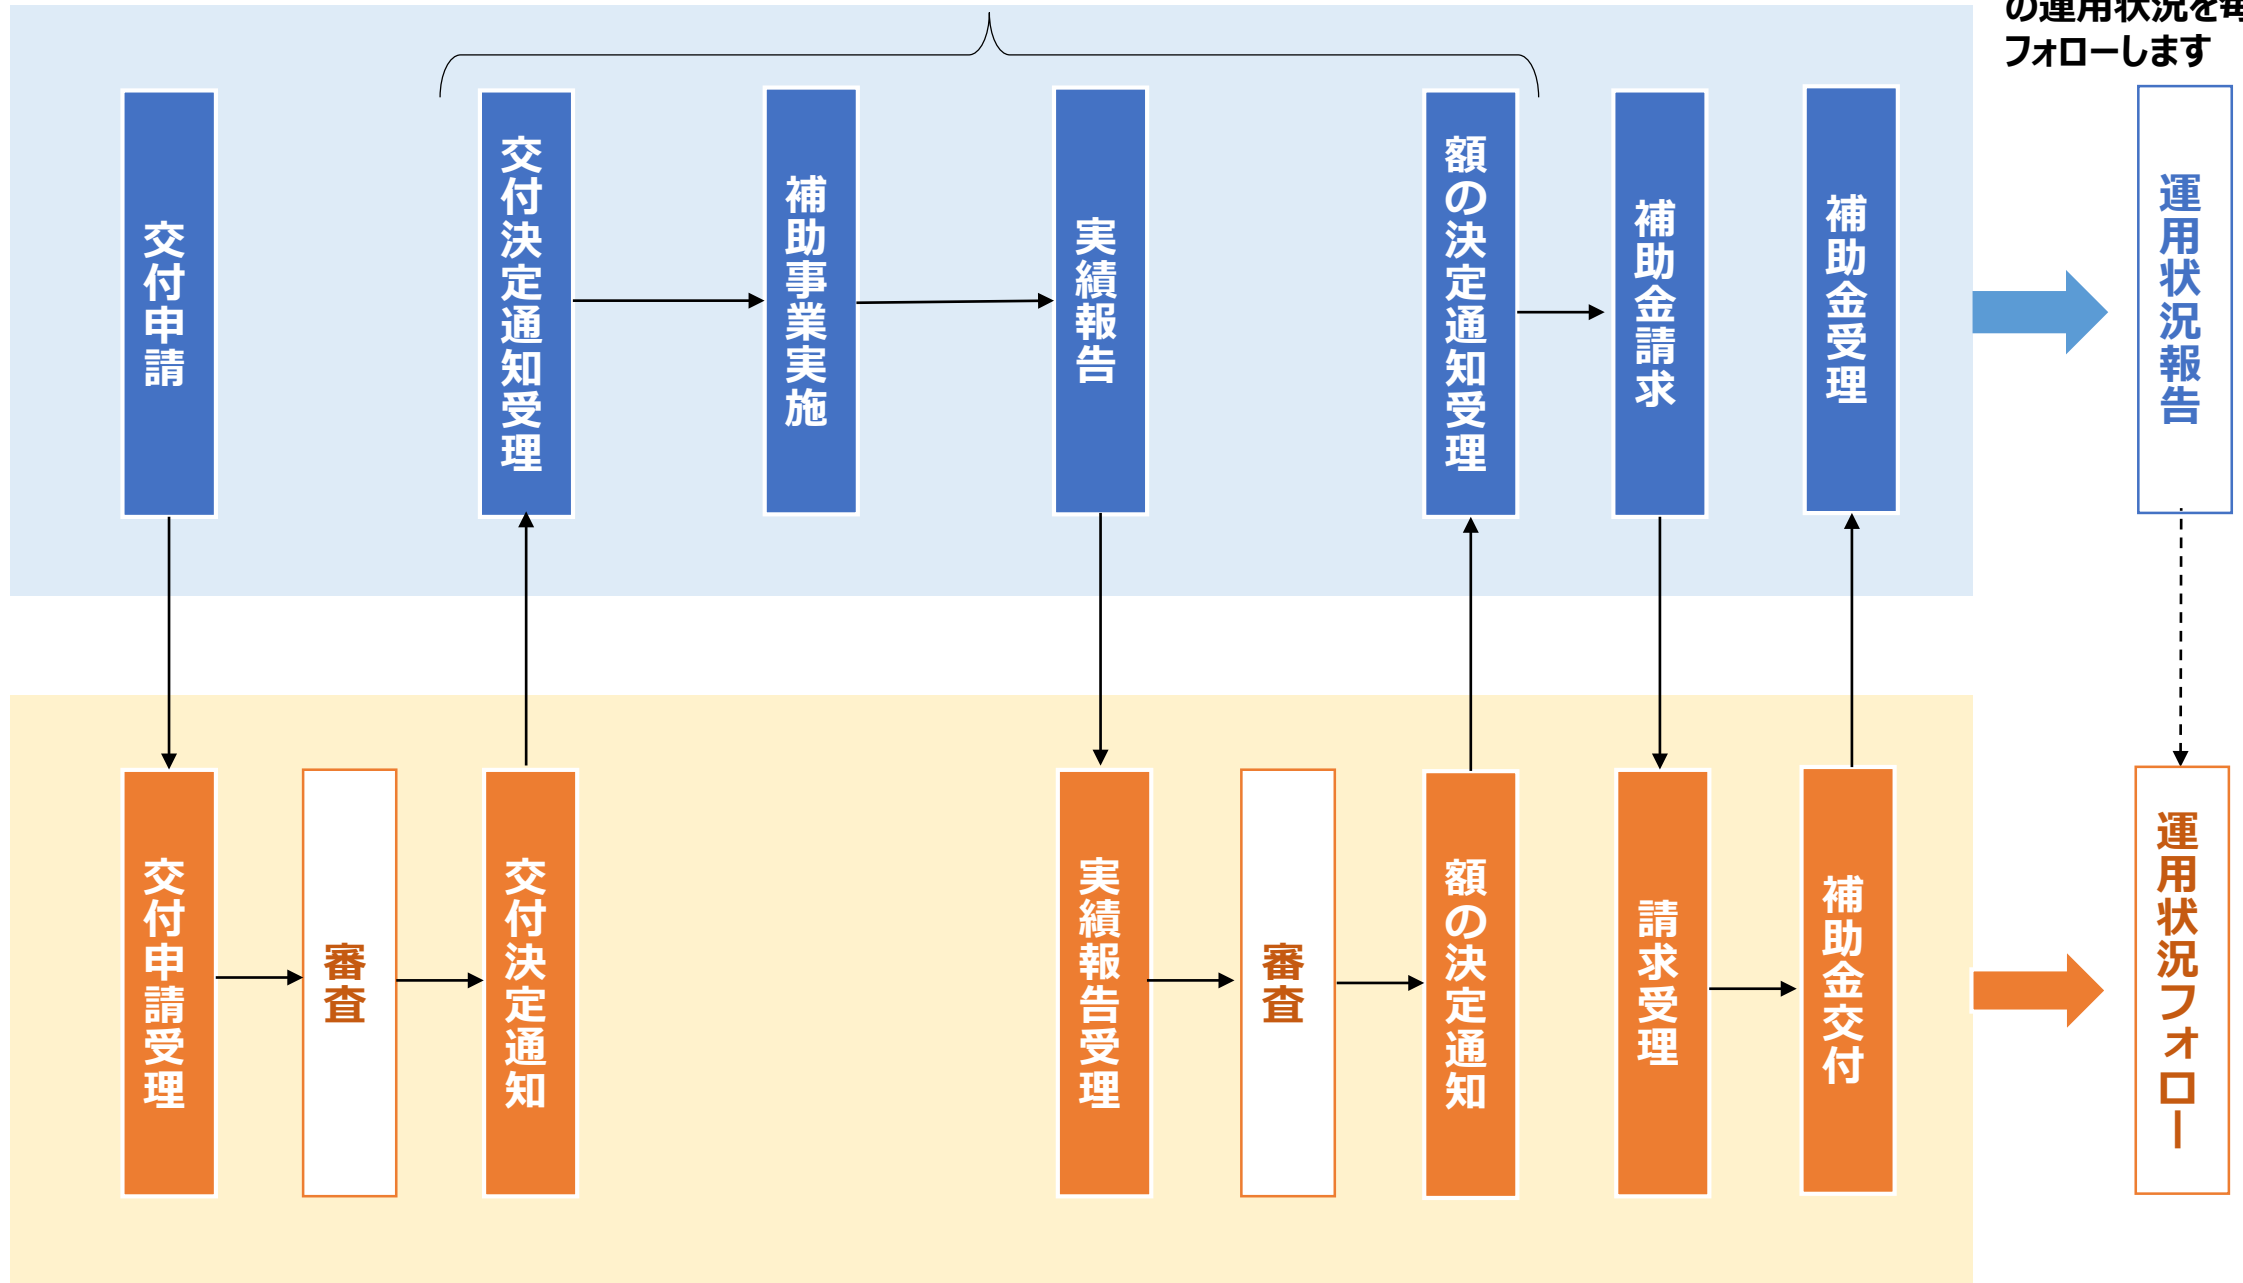 の運用状況を毎
フォローします
交付申請
交付決定通知受理
補助事業実施
実績報告
額の決定通知受理
補助金請求
補助金受理
運用状況報告
交付申請受理
審査
交付決定通知
実績報告受理
審査
額の決定通知
請求受理
補助金交付
運用状況フォロー